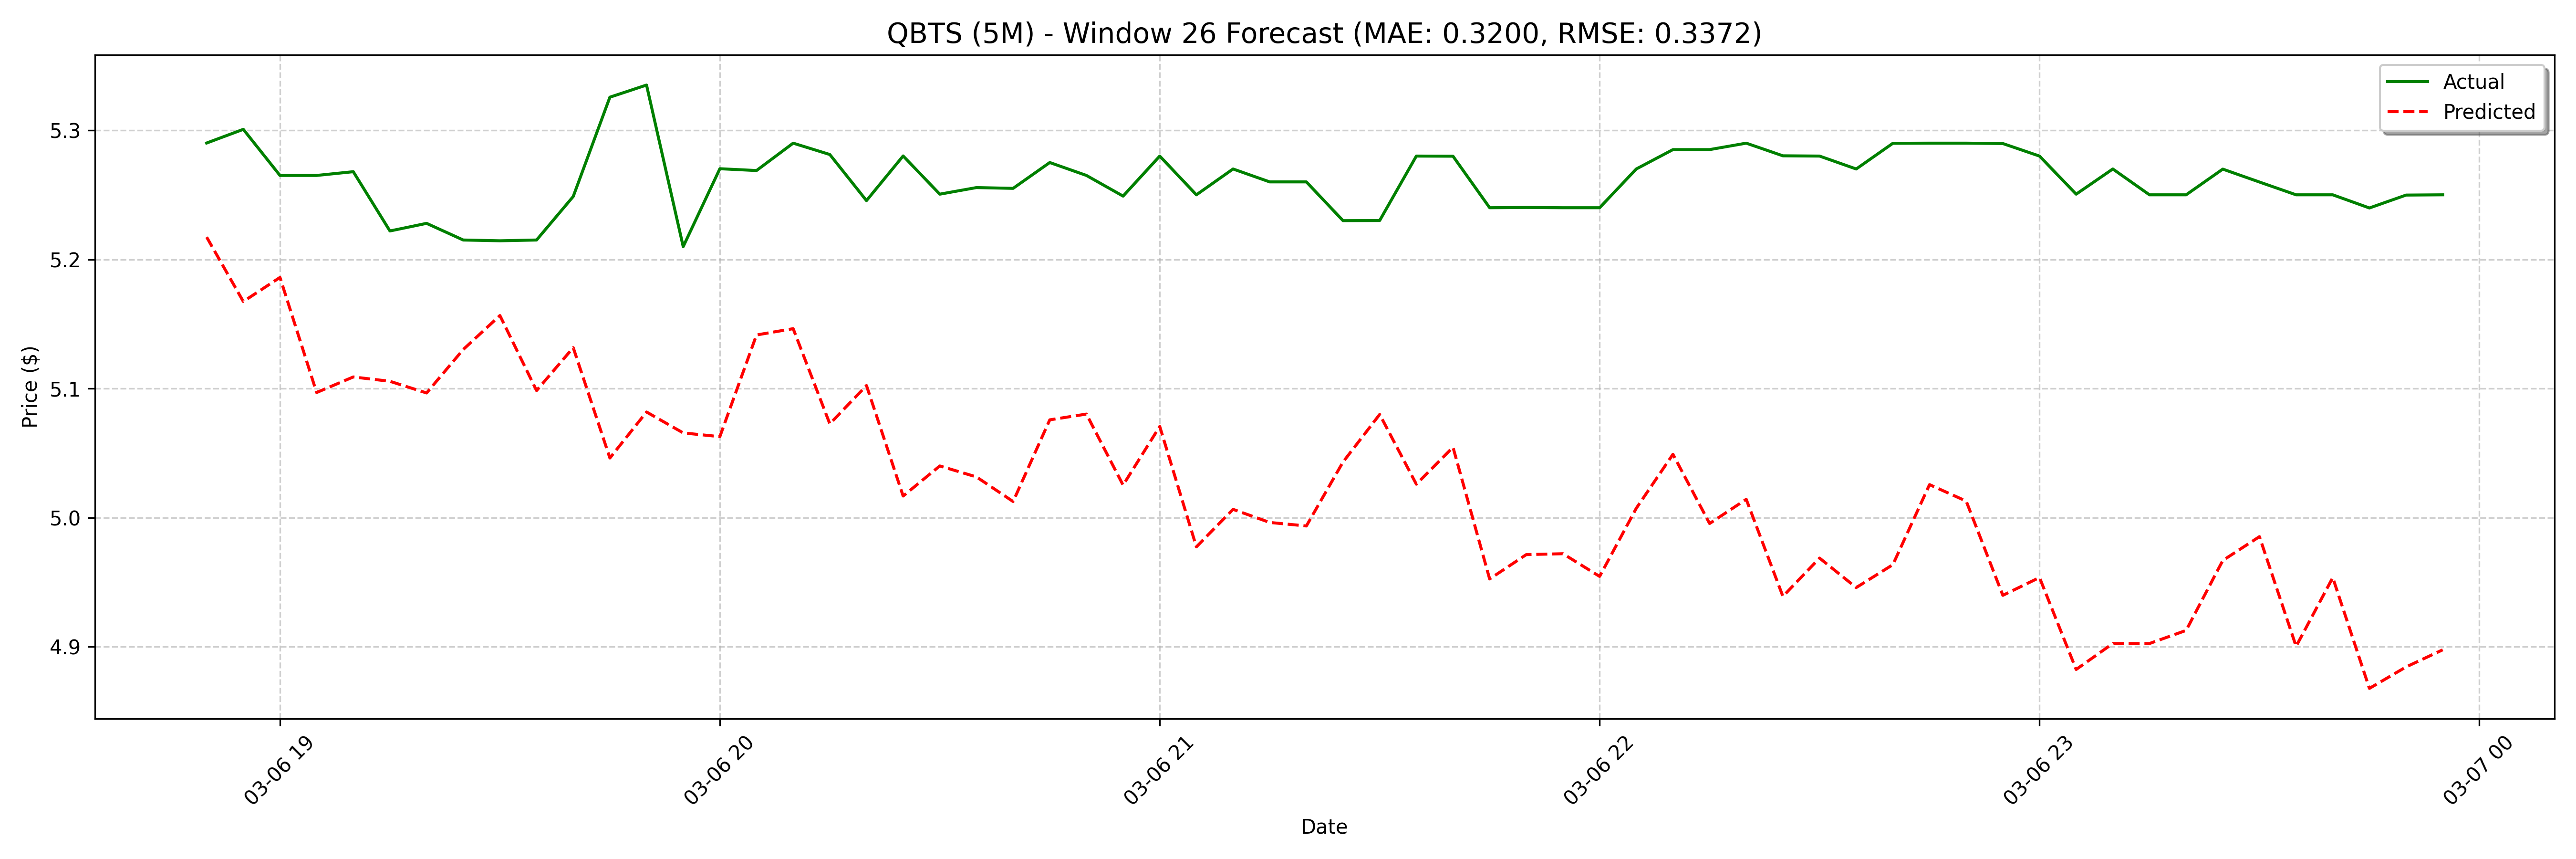 QBTS (5M) - Window 26 Forecast (MAE: 0.3200, RMSE: 0.3372)
Actual
Predicted
Price ($)
5.3
5.2
5.1
5.0
4.9
03-06 19
03-06 20
03-06 21
03-06 22
03-06 23
03-07 00
Date